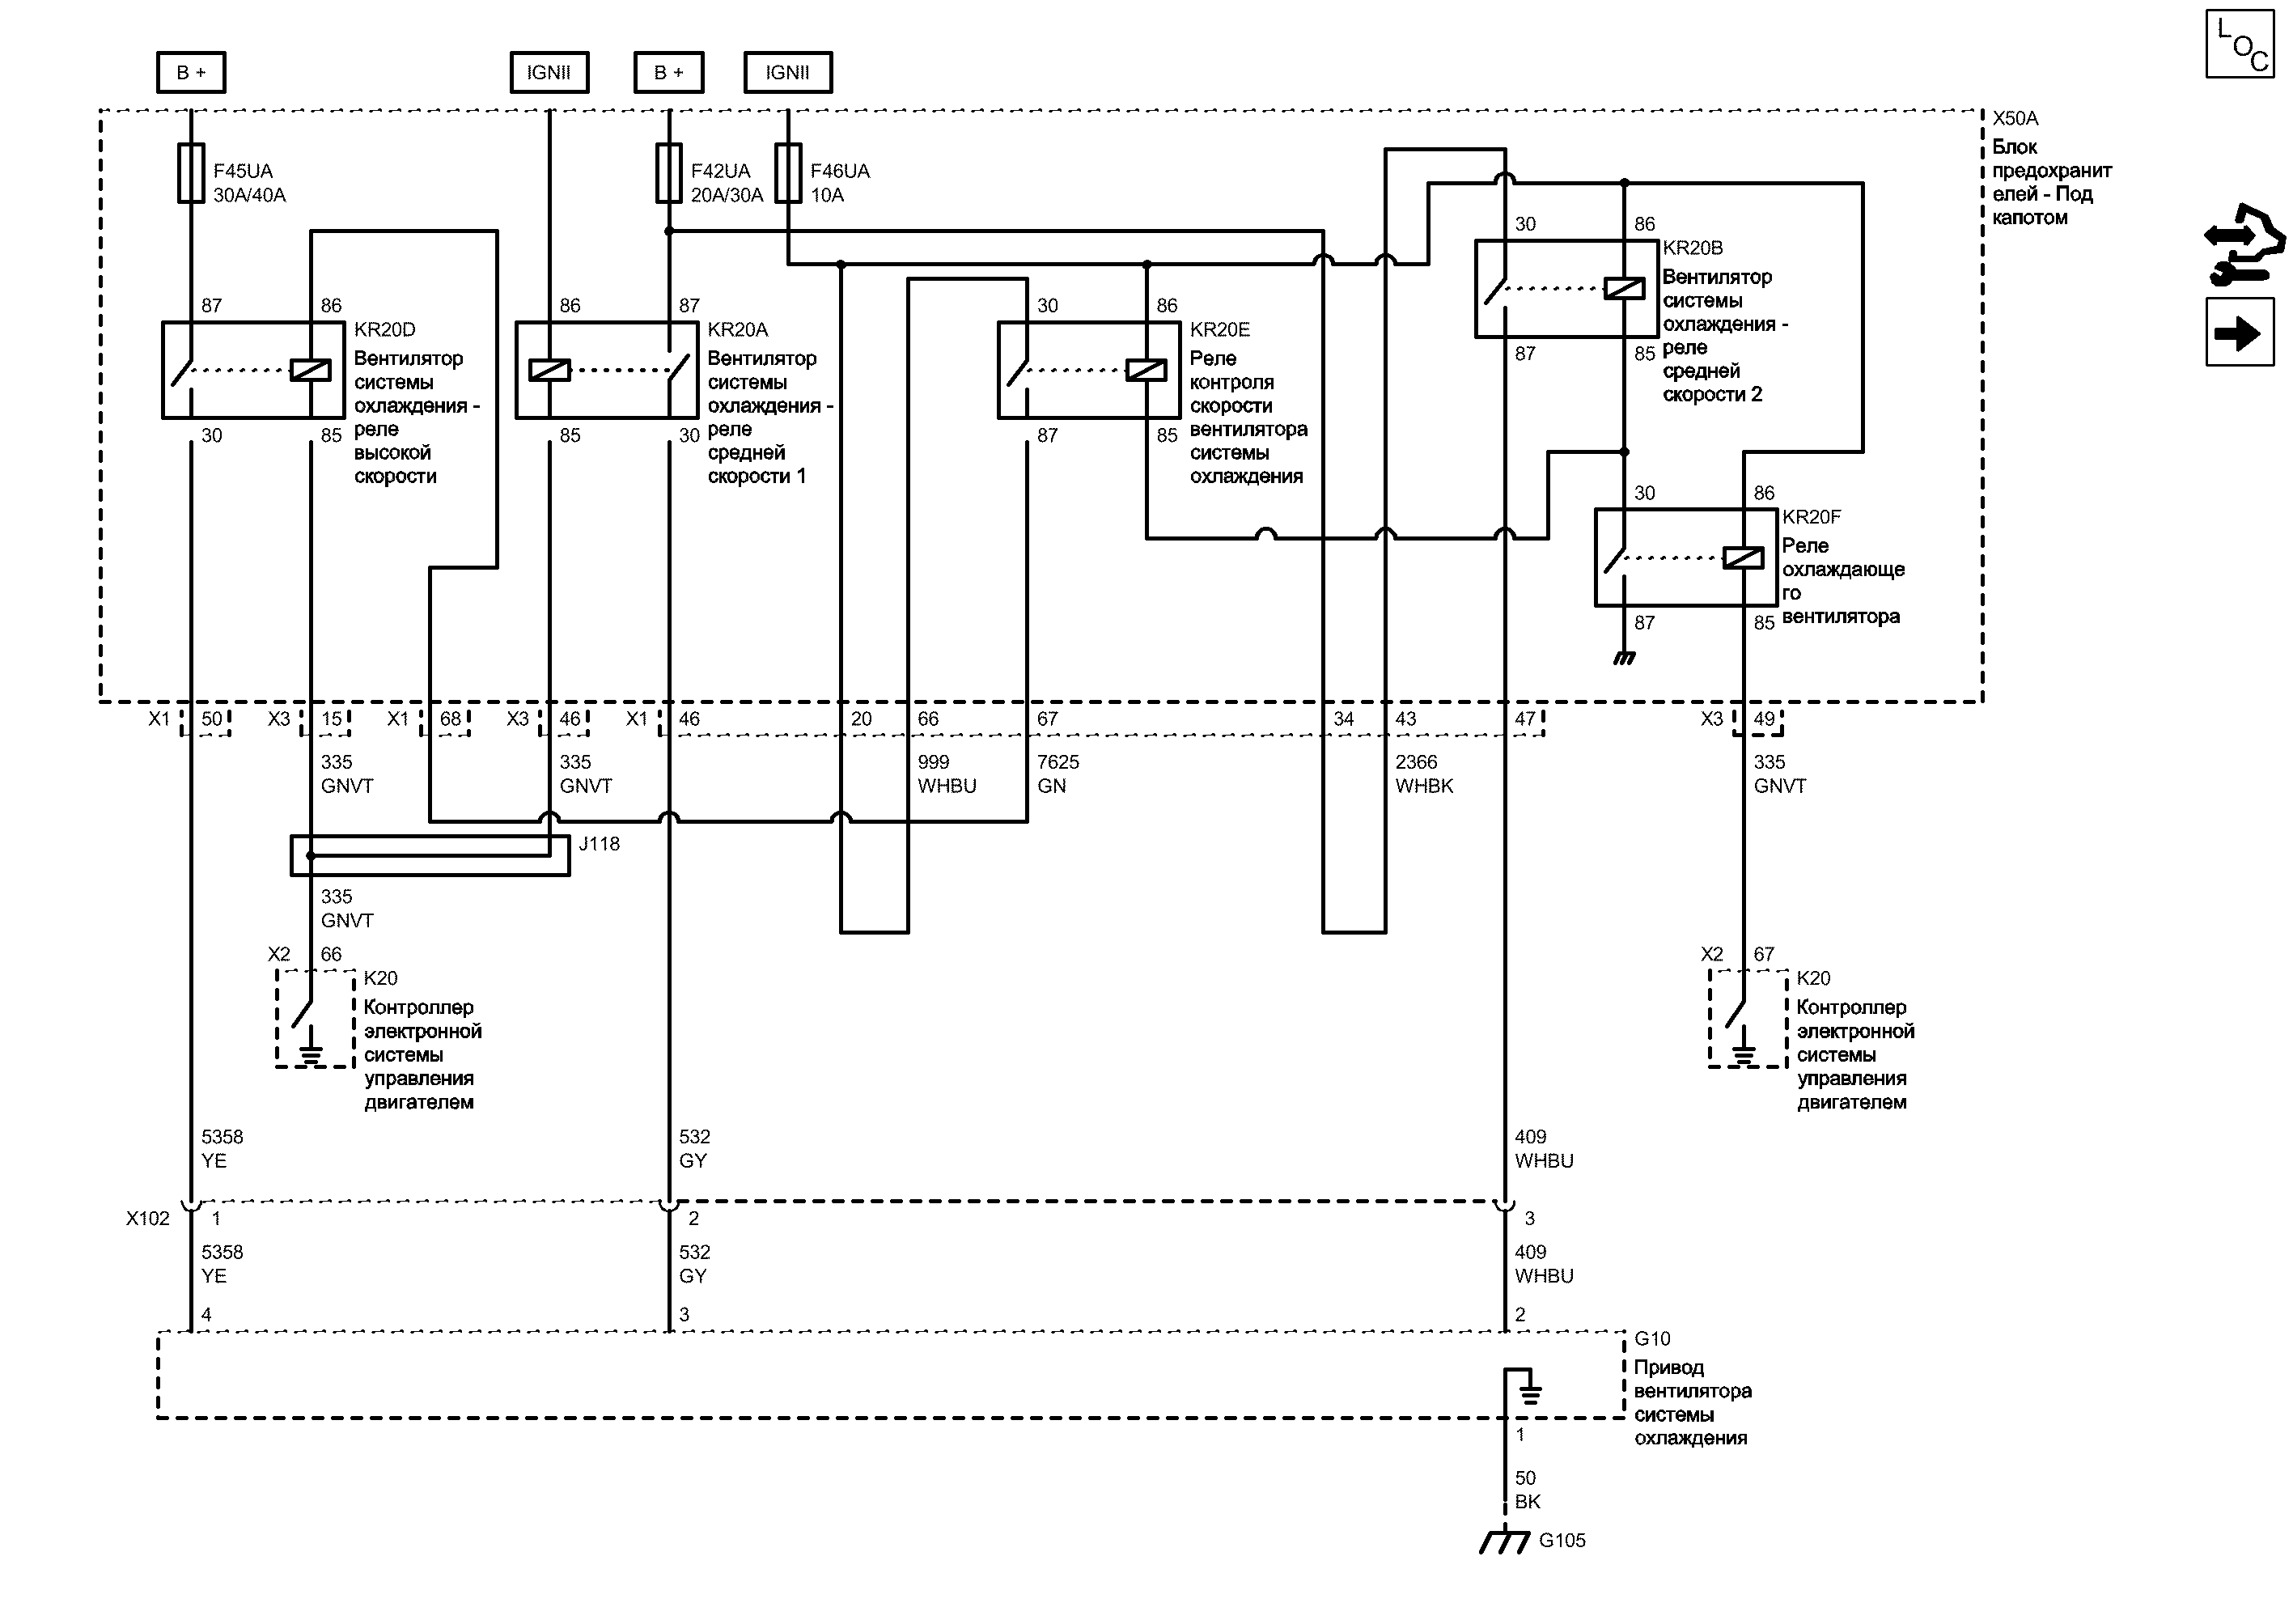 L
O
C
B +
IGNII
B +
IGNII
X50A
Блок
предохранит
елей - Под
капотом
F45UA
30A/40A
F42UA
20A/30A
F46UA
10A
30
86
KR20B
Вентилятор
системы
охлаждения -
реле
средней
скорости 2
87
85
87
86
KR20D
Вентилятор
системы
охлаждения -
реле
высокой
скорости
30
85
86
87
KR20A
Вентилятор
системы
охлаждения -
реле
средней
скорости 1
85
30
30
86
KR20E
Реле
контроля
скорости
вентилятора
системы
охлаждения
87
85
30
86
KR20F
Реле
охлаждающе
го
вентилятора
87
85
X1
50
X3
15
X1
68
X3
46
X1
46
20
66
67
34
43
47
X3
49
335
GNVT
335
GNVT
999
WHBU
7625
GN
2366
WHBK
335
GNVT
J118
335
GNVT
X2
66
K20
Контроллер
электронной
системы
управления
двигателем
X2
67
K20
Контроллер
электронной
системы
управления
двигателем
5358
YE
532
GY
409
WHBU
X102
1
2
3
5358
YE
532
GY
409
WHBU
4
3
2
G10
Привод
вентилятора
системы
охлаждения
1
50
BK
G105